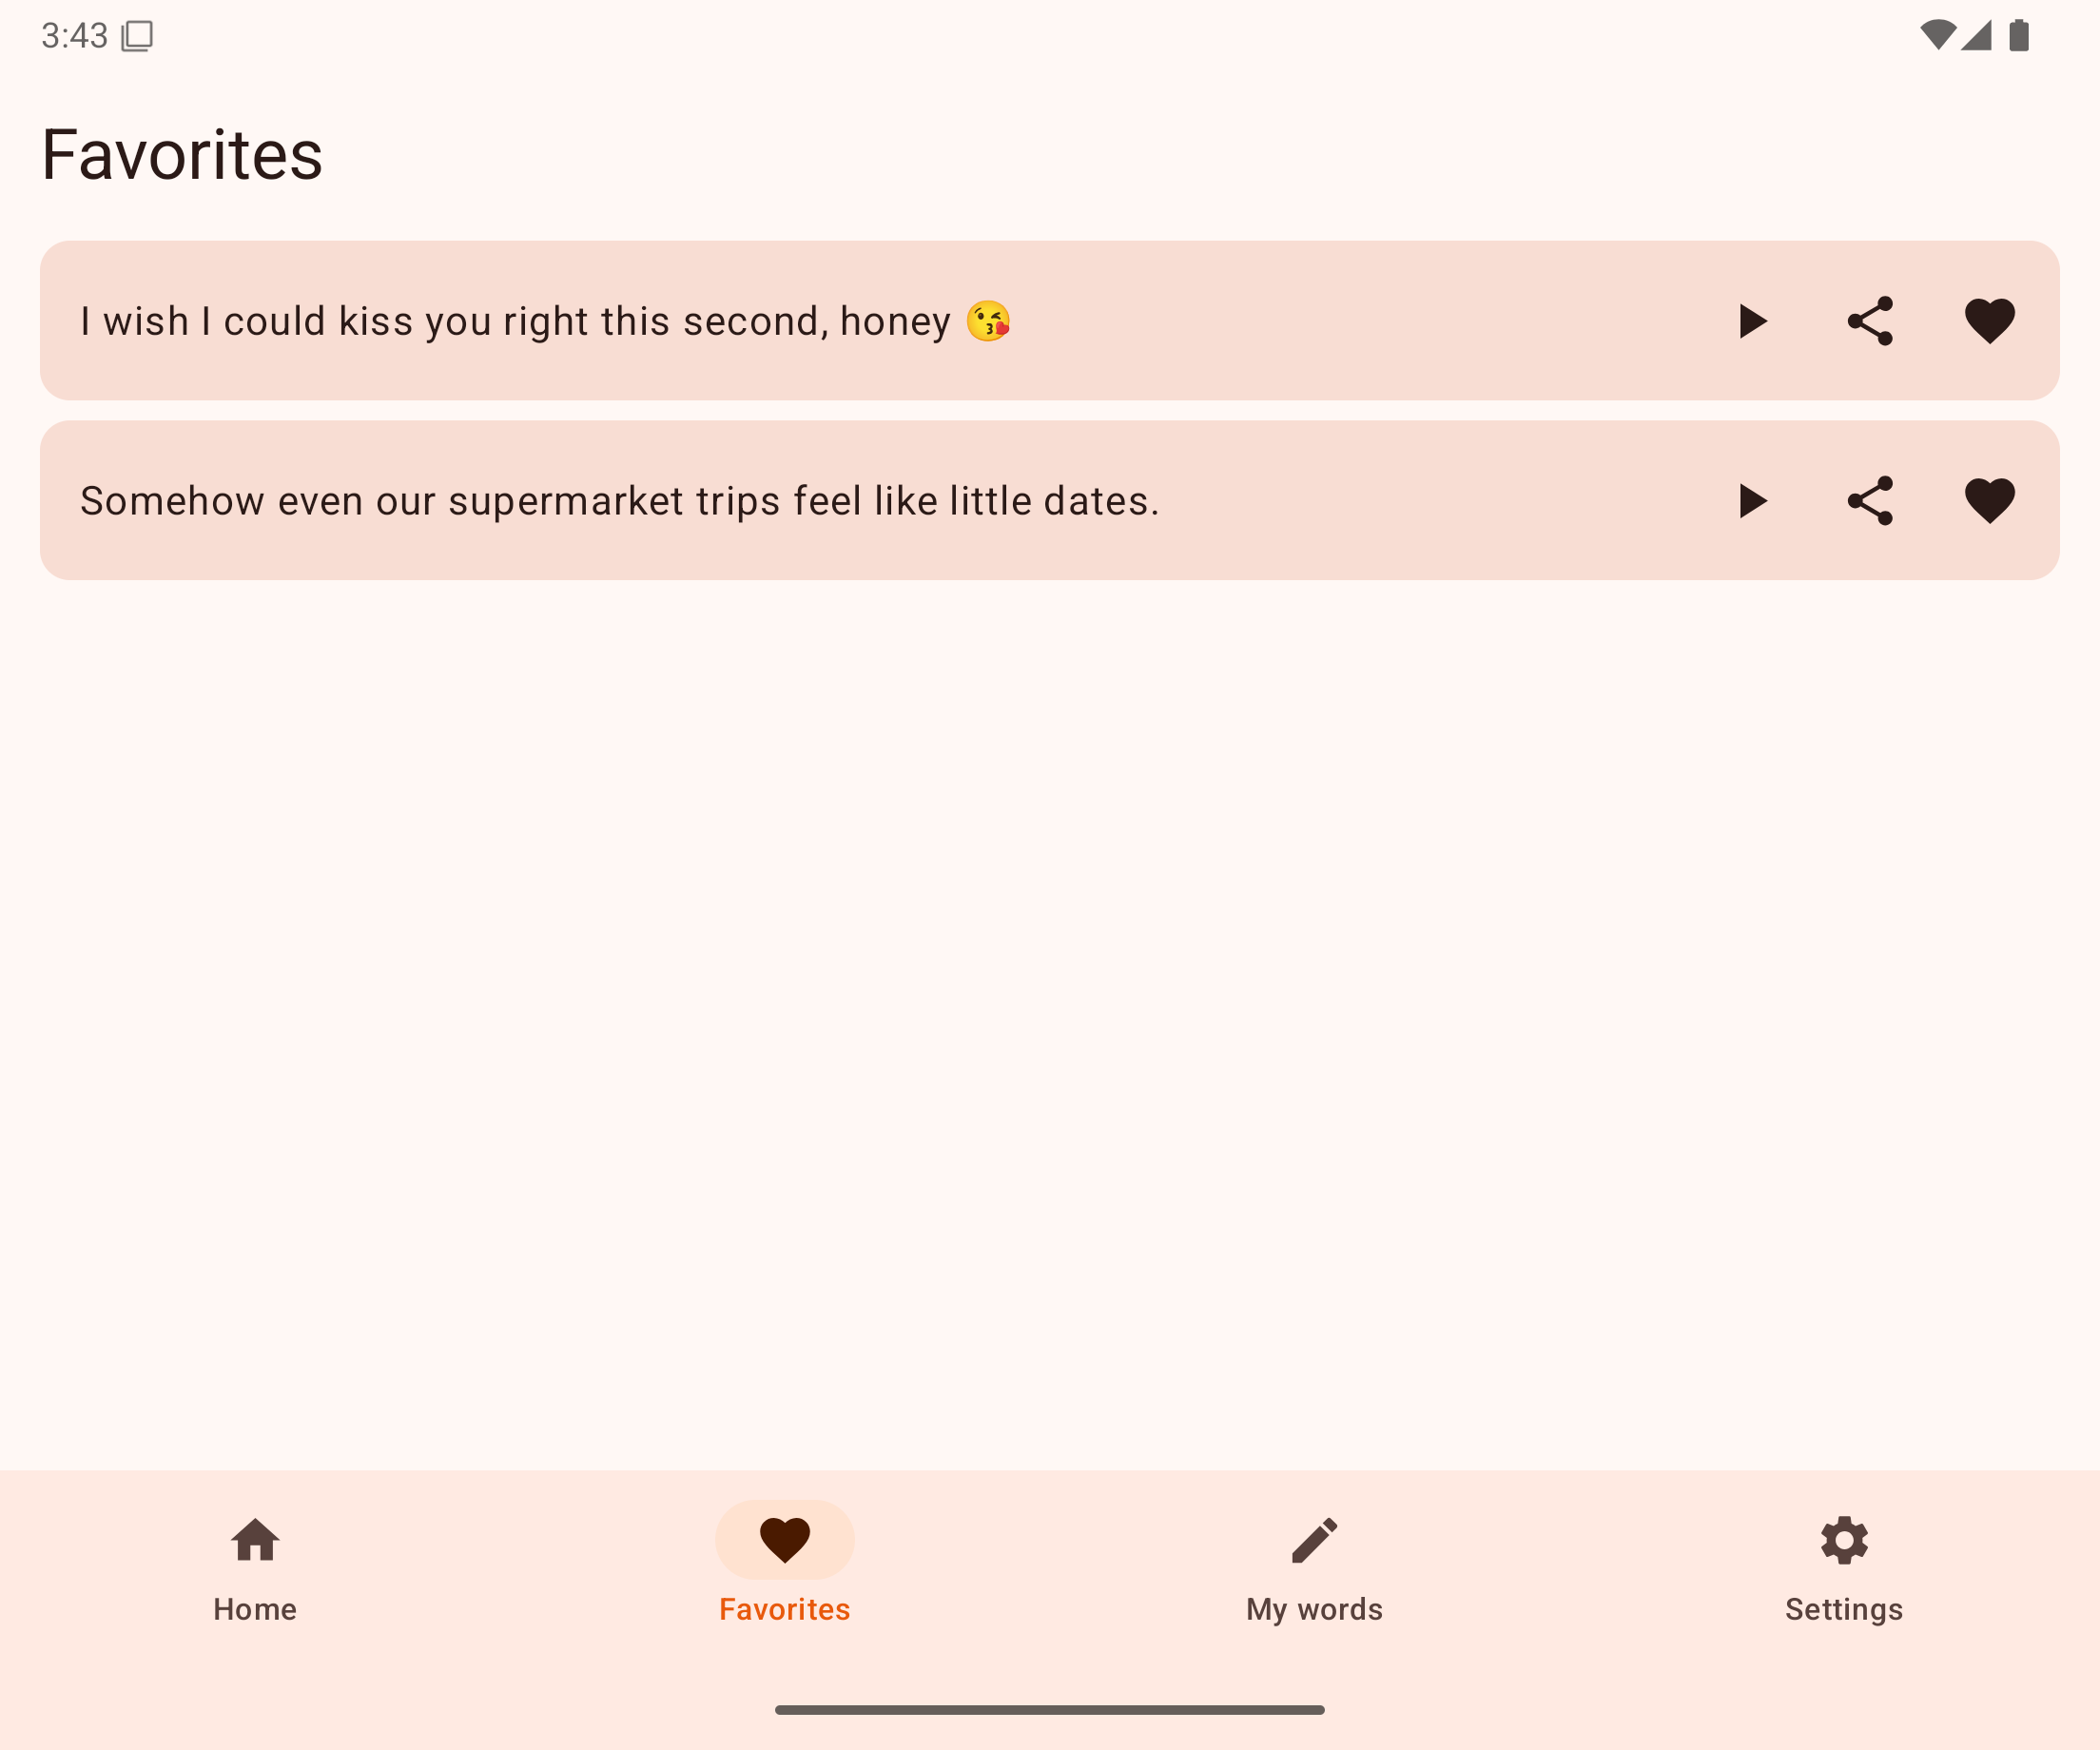 3:43
Favorites
I wish I could kiss you right this second, honey 😘
Somehow even our supermarket trips feel like little dates.
Home
Favorites
My words
Settings